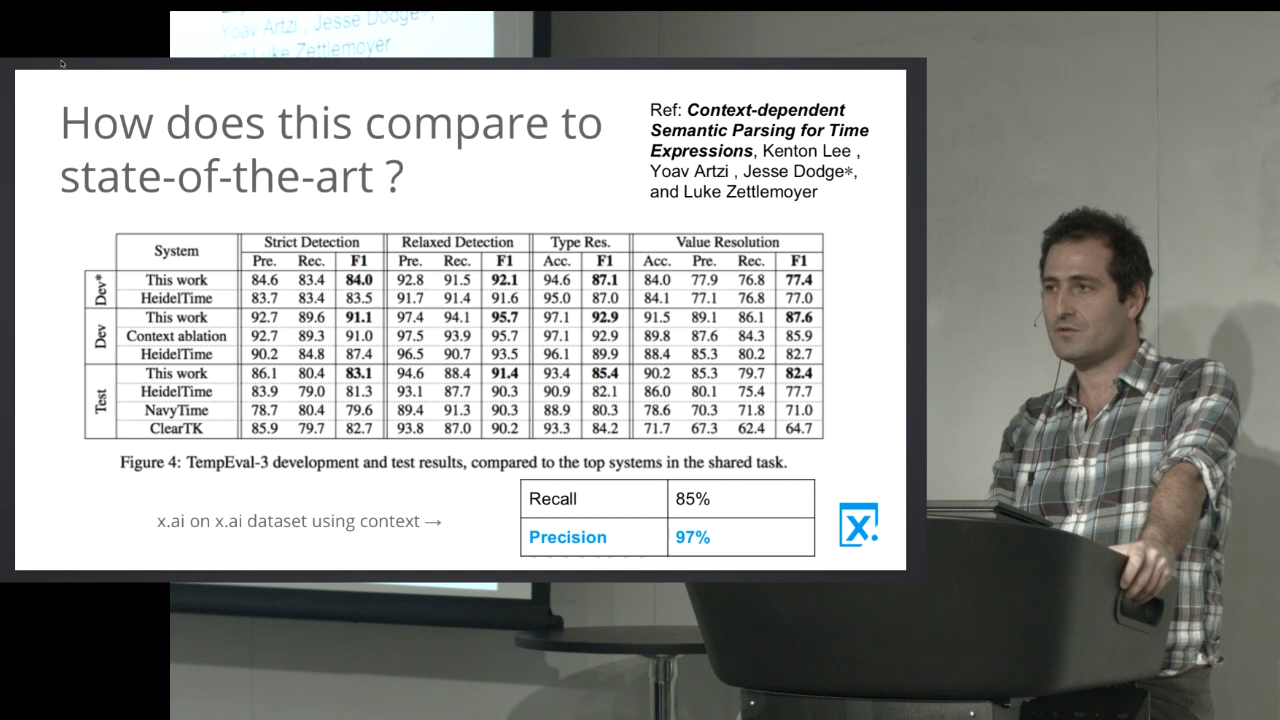 Yoav Artzi , Jesse Dodge*,
and Luke Zettlemoyer
How does this compare to
state-of-the-art ?
Ref: Context-dependent
Semantic Parsing for Time
Expressions, Kenton Lee ,
Yoav Artzi , Jesse Dodge*,
and Luke Zettlemoyer
System Strict Detection Relaxed Detection Type Res. Value Resolution
Pre. Rec. F1 Pre. Rec. F1 Acc. F1 Acc. Pre. Rec. F1
Dev* This work 84.6 83.4 84.0 92.8 91.5 92.1 94.6 87.1 84.0 77.9 76.8 77.4
HeidelTime 83.7 83.4 83.5 91.7 91.4 91.6 95.0 87.0 84.1 77.1 76.8 77.0
Dev This work 92.7 89.6 91.1 97.4 94.1 95.7 97.1 92.9 91.5 89.1 86.1 87.6
Context ablation 92.7 89.3 91.0 97.5 93.9 95.7 97.1 92.9 89.8 87.6 84.3 85.9
HeidelTime 90.2 84.8 87.4 96.5 90.7 93.5 96.1 89.9 88.4 85.3 80.2 82.7
Test This work 86.1 80.4 83.1 94.6 88.4 91.4 93.4 85.4 90.2 85.3 79.7 82.4
HeidelTime 83.9 79.0 81.3 93.1 87.7 90.3 90.9 82.1 86.0 80.1 75.4 77.7
NavyTime 78.7 80.4 79.6 89.4 91.3 90.3 88.9 80.3 78.6 70.3 71.8 71.0
ClearTK 85.9 79.7 82.7 93.8 87.0 90.2 93.3 84.2 71.7 67.3 62.4 64.7
Figure 4: TempEval-3 development and test results, compared to the top systems in the shared task.
x.ai on x.ai dataset using context →
Recall 85%
Precision 97%
x.